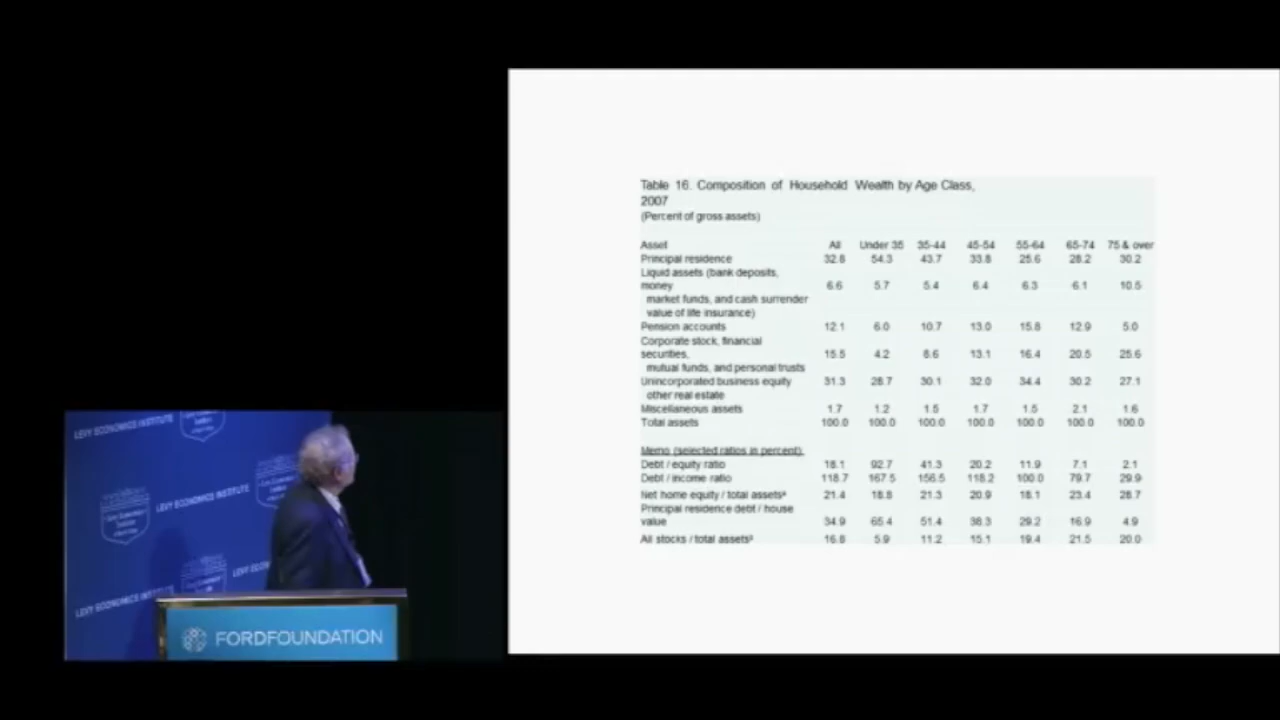 Table 16. Composition of Household Wealth by Age Class,
2007
(Percent of gross assets)
Asset All Under 35 35-44 45-54 55-64 65-74 75 & over
Principal residence 32.8 54.3 43.7 33.8 25.6 28.2 30.2
Liquid assets (bank deposits,
money 6.6 5.7 5.4 6.4 6.3 6.1 10.5
market funds, and cash surrender
value of life insurance)
Pension accounts 12.1 6.0 10.7 13.0 15.8 12.9 5.0
Corporate stock, financial
securities, 15.5 4.2 8.6 13.1 16.4 20.5 25.6
mutual funds, and personal trusts
Unincorporated business equity 31.3 28.7 30.1 32.0 34.4 30.2 27.1
other real estate
Miscellaneous assets 1.7 1.2 1.5 1.7 1.5 2.1 1.6
Total assets 100.0 100.0 100.0 100.0 100.0 100.0 100.0
Memo (selected ratios in percent):
Debt / equity ratio 18.1 92.7 41.3 20.2 11.9 7.1 2.1
Debt / income ratio 118.7 167.5 156.5 118.2 100.0 79.7 29.9
Net home equity / total assetsª 21.4 18.8 21.3 20.9 18.1 23.4 28.7
Principal residence debt / house
value 34.9 65.4 51.4 38.3 29.2 16.9 4.9
All stocks / total assets 16.8 5.9 11.2 15.1 19.4 21.5 20.0
LEVY ECONOMICS INSTITUTE
LEVY ECONOMICS INSTITUTE
LEVY ECO
LEVY ECONOMICS INSTITUTE
FORDFOUNDATION